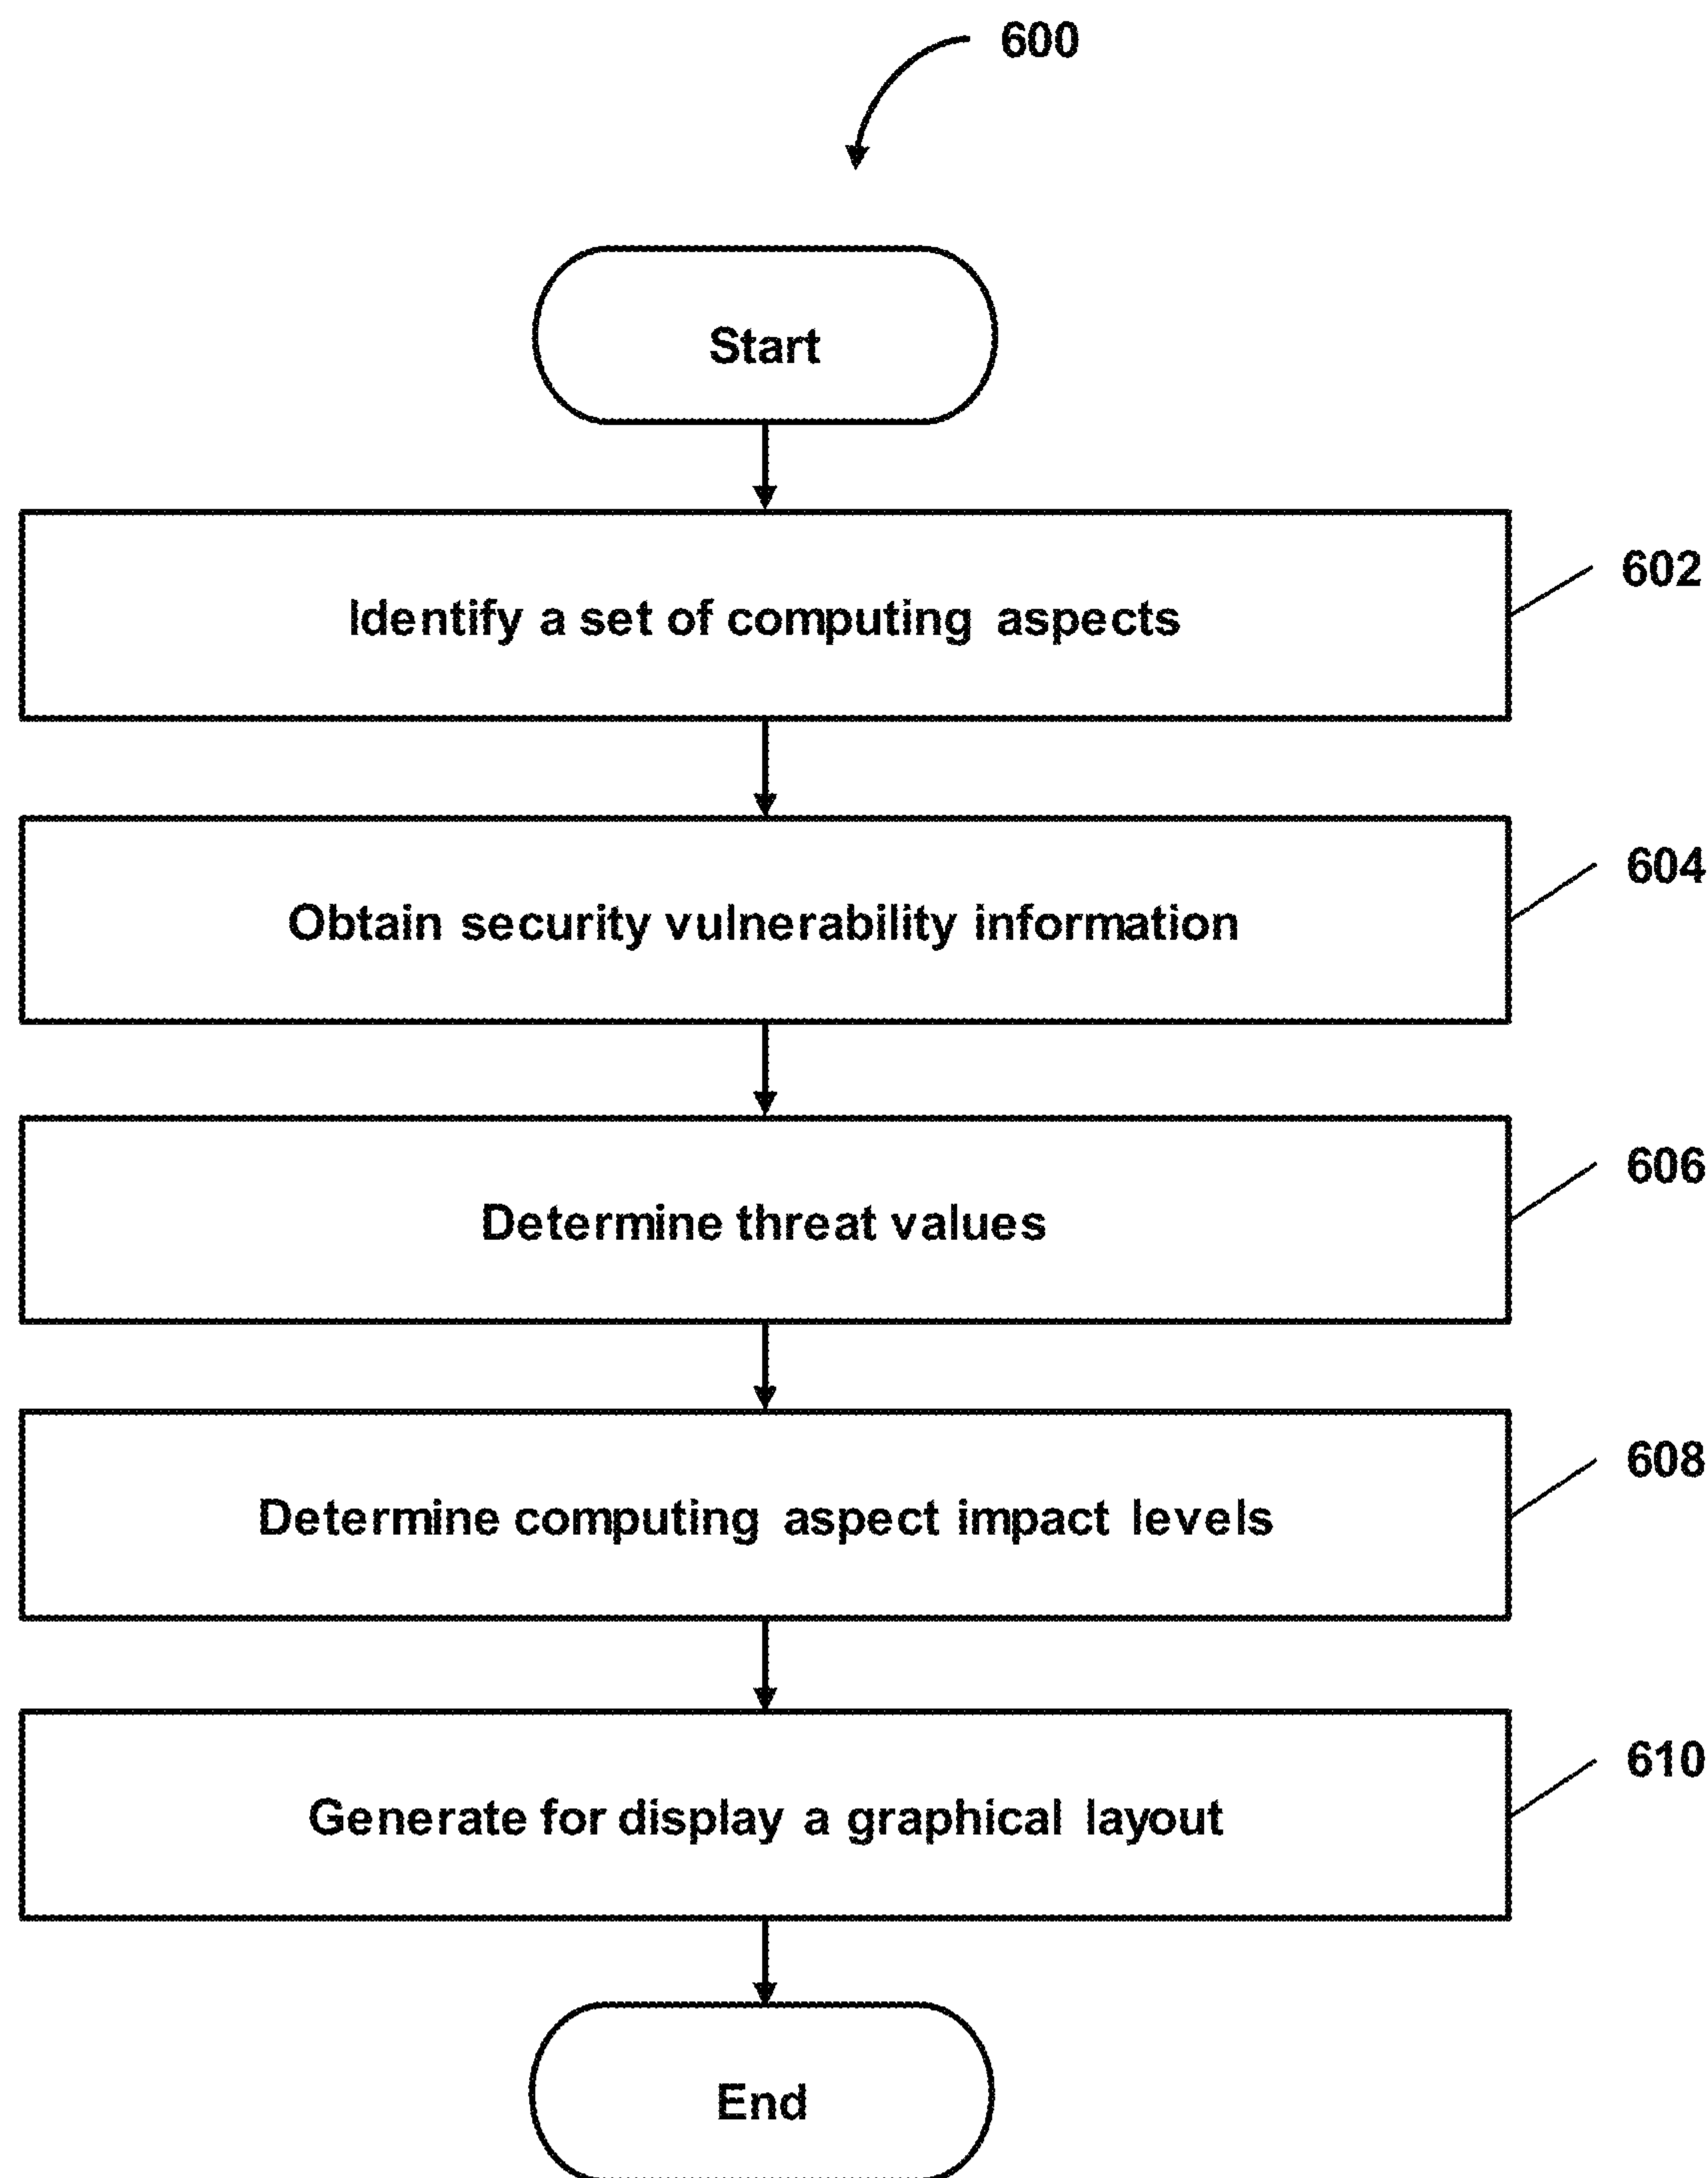 600
Start
Identify a set of computing aspects
602
Obtain security vulnerability information
604
Determine threat values
606
Determine computing aspect impact levels
608
Generate for display a graphical layout
610
End